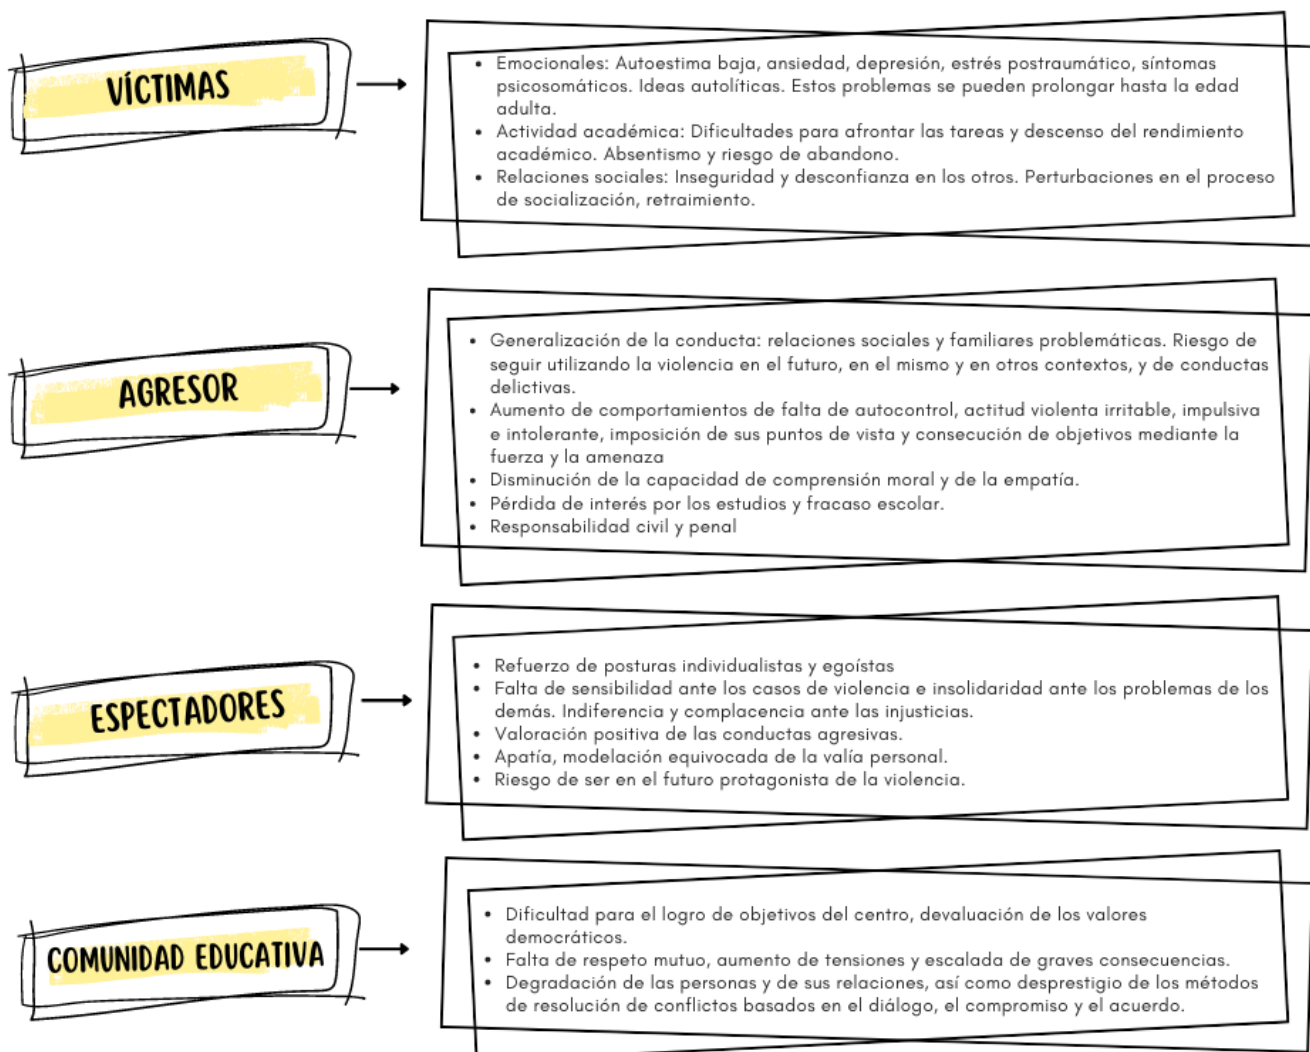 VÍCTIMAS
• Emocionales: Autoestima baja, ansiedad, depresión, estrés postraumático, síntomas
psicosomáticos. Ideas autolíticas. Estos problemas se pueden prolongar hasta la edad
adulta.
• Actividad académica: Dificultades para afrontar las tareas y descenso del rendimiento
académico. Absentismo y riesgo de abandono.
• Relaciones sociales: Inseguridad y desconfianza en los otros. Perturbaciones en el proceso
de socialización, retraimiento.
AGRESOR
• Generalización de la conducta: relaciones sociales y familiares problemáticas. Riesgo de
seguir utilizando la violencia en el futuro, en el mismo y en otros contextos, y de conductas
delictivas.
• Aumento de comportamientos de falta de autocontrol, actitud violenta irritable, impulsiva
e intolerante, imposición de sus puntos de vista y consecución de objetivos mediante la
fuerza y la amenaza
• Disminución de la capacidad de comprensión moral y de la empatía.
• Pérdida de interés por los estudios y fracaso escolar.
• Responsabilidad civil y penal
ESPECTADORES
• Refuerzo de posturas individualistas y egoístas
• Falta de sensibilidad ante los casos de violencia e insolidaridad ante los problemas de los
demás. Indiferencia y complacencia ante las injusticias.
• Valoración positiva de las conductas agresivas.
• Apatía, modelación equivocada de la valía personal.
• Riesgo de ser en el futuro protagonista de la violencia.
COMUNIDAD EDUCATIVA
• Dificultad para el logro de objetivos del centro, devaluación de los valores
democráticos.
• Falta de respeto mutuo, aumento de tensiones y escalada de graves consecuencias.
• Degradación de las personas y de sus relaciones, así como desprestigio de los métodos
de resolución de conflictos basados en el diálogo, el compromiso y el acuerdo.